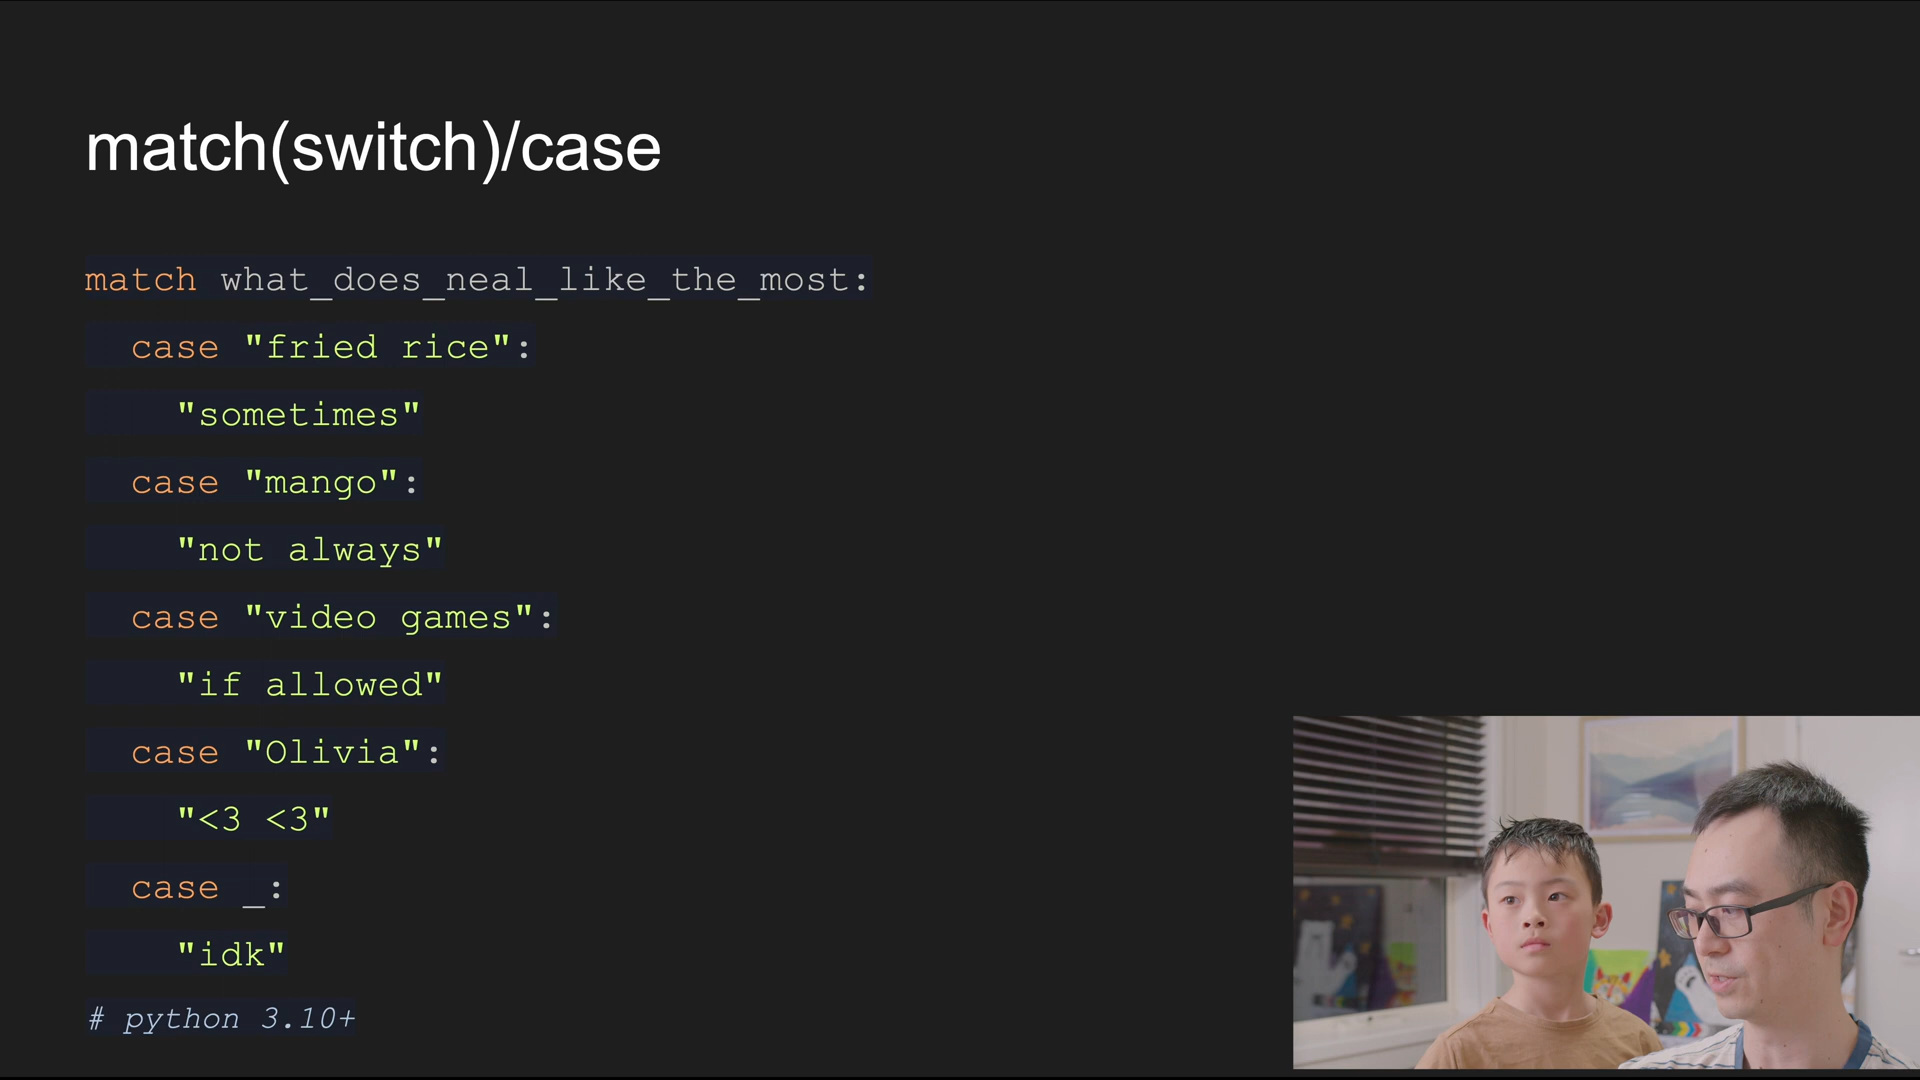 match(switch)/case
match what_does_neal_like_the_most:
case "fried rice":
"sometimes"
case "mango":
"not always"
case "video games":
"if allowed"
case "Olivia":
"<3 <3"
case _:
"idk"
# python 3.10+